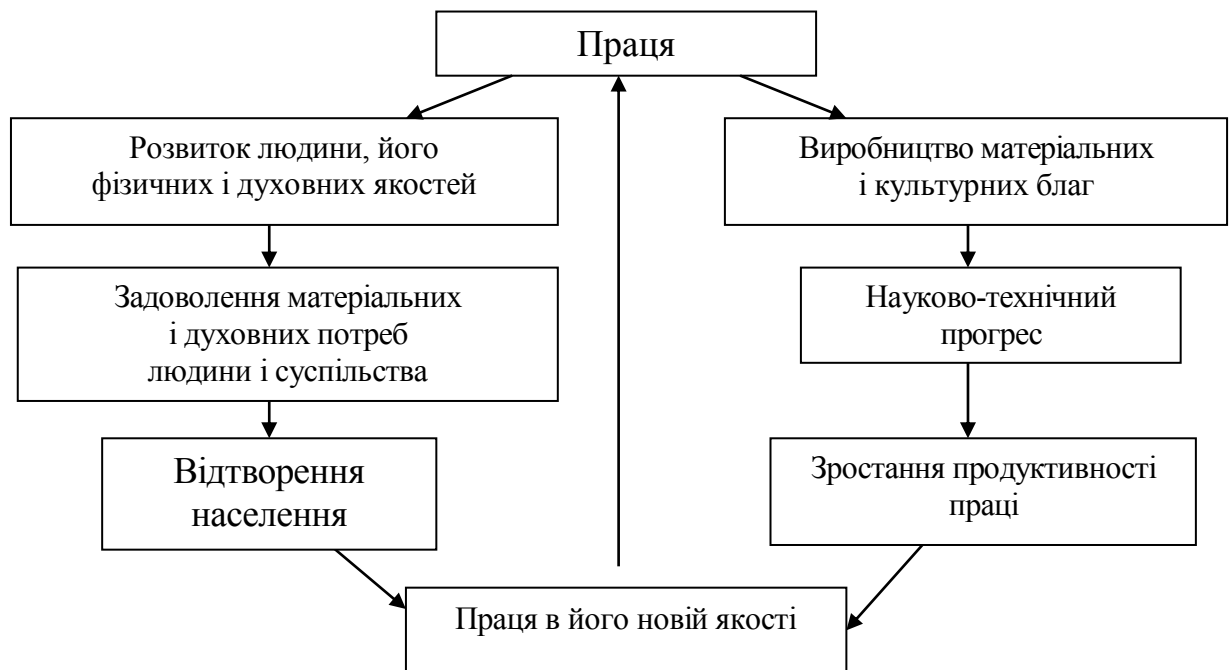 Праця
Розвиток людини, його
фізичних і духовних якостей
Виробництво матеріальних
і культурних благ
Задоволення матеріальних
і духовних потреб
людини і суспільства
Науково-технічний
прогрес
Відтворення
населення
Зростання продуктивності
праці
Праця в його новій якості